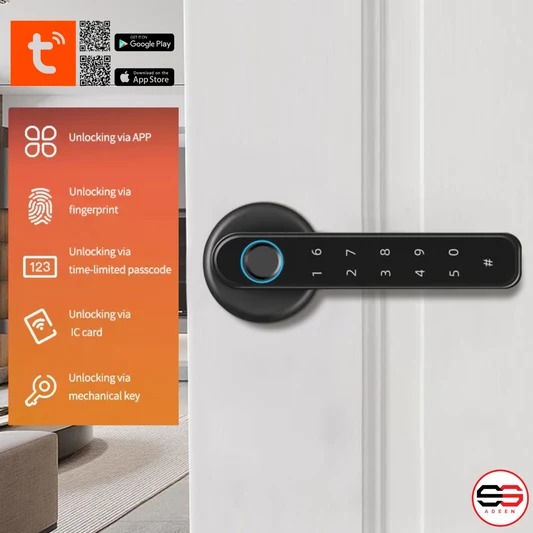 t
GET IT ON
Google Play
Download on the
App Store
Unlocking via APP
Unlocking via
fingerprint
123
Unlocking via
time-limited passcode
Unlocking via
IC card
Unlocking via
mechanical key
6 7 8 9 0
1 2 3 4 5 #
SS
ADEEN